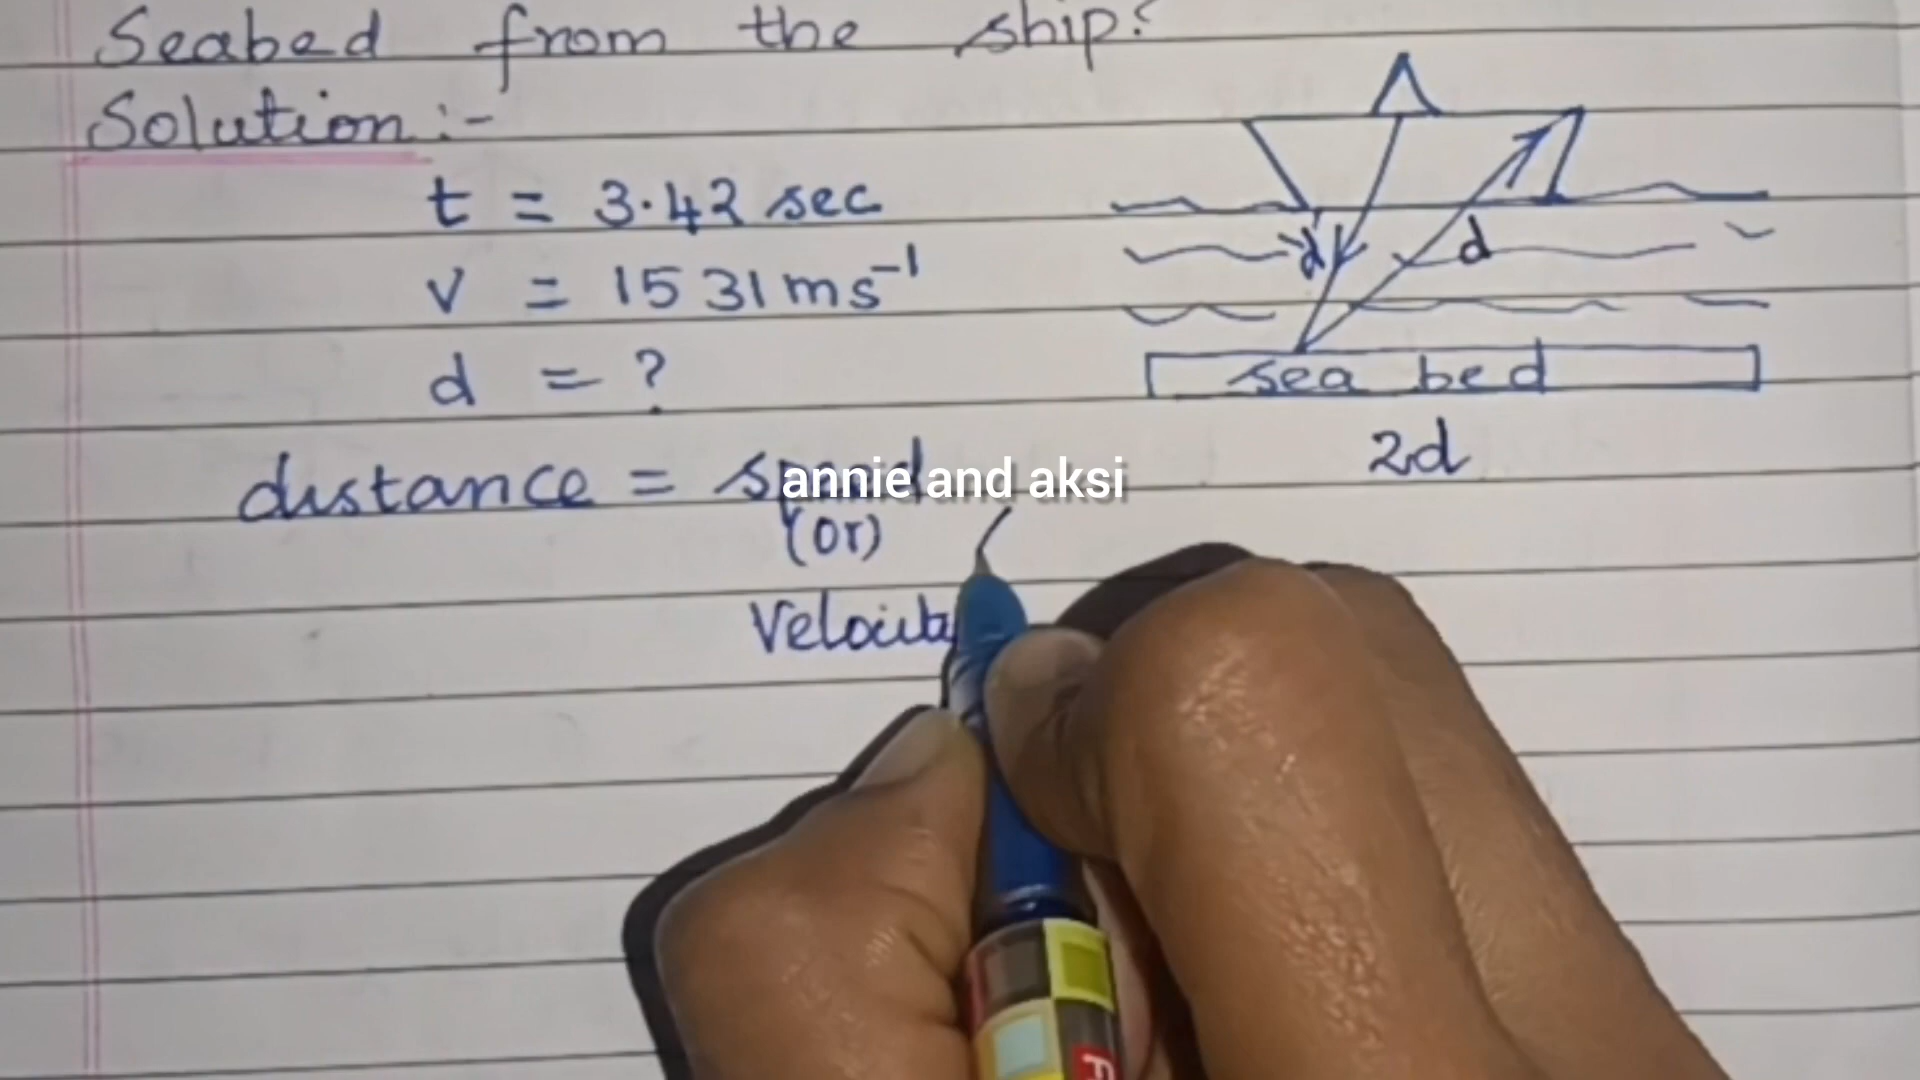 Seabed from the ship?
Solution :-
t = 3.42 sec
v = 1531 ms⁻¹
d = ?
d
d
sea bed
2d
distance = speed
annie and aksi
(or)
Velocity
F